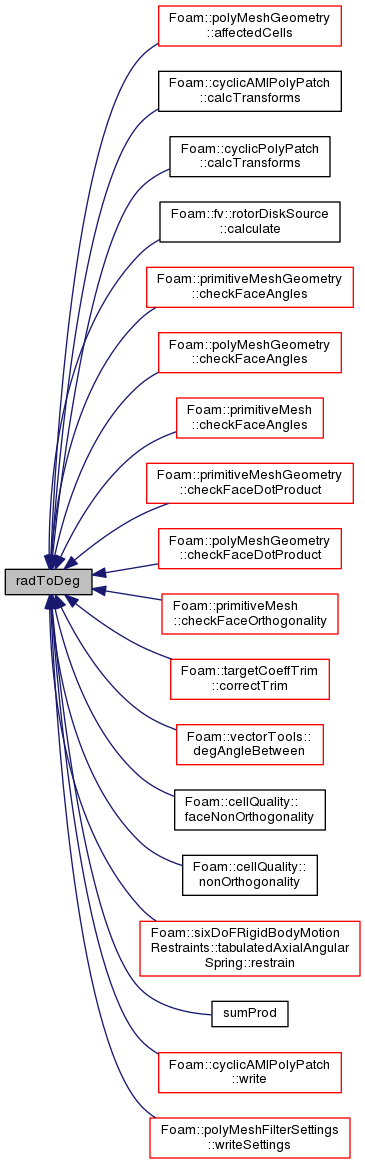 Foam::polyMeshGeometry
::affectedCells
Foam::cyclicAMIPolyPatch
::calcTransforms
Foam::cyclicPolyPatch
::calcTransforms
Foam::fv::rotorDiskSource
::calculate
Foam::primitiveMeshGeometry
::checkFaceAngles
Foam::polyMeshGeometry
::checkFaceAngles
Foam::primitiveMesh
::checkFaceAngles
Foam::primitiveMeshGeometry
::checkFaceDotProduct
Foam::polyMeshGeometry
::checkFaceDotProduct
radToDeg
Foam::primitiveMesh
::checkFaceOrthogonality
Foam::targetCoeffTrim
::correctTrim
Foam::vectorTools::
degAngleBetween
Foam::cellQuality::
faceNonOrthogonality
Foam::cellQuality::
nonOrthogonality
Foam::sixDoFRigidBodyMotion
Restraints::tabulatedAxialAngular
Spring::restrain
sumProd
Foam::cyclicAMIPolyPatch
::write
Foam::polyMeshFilterSettings
::writeSettings